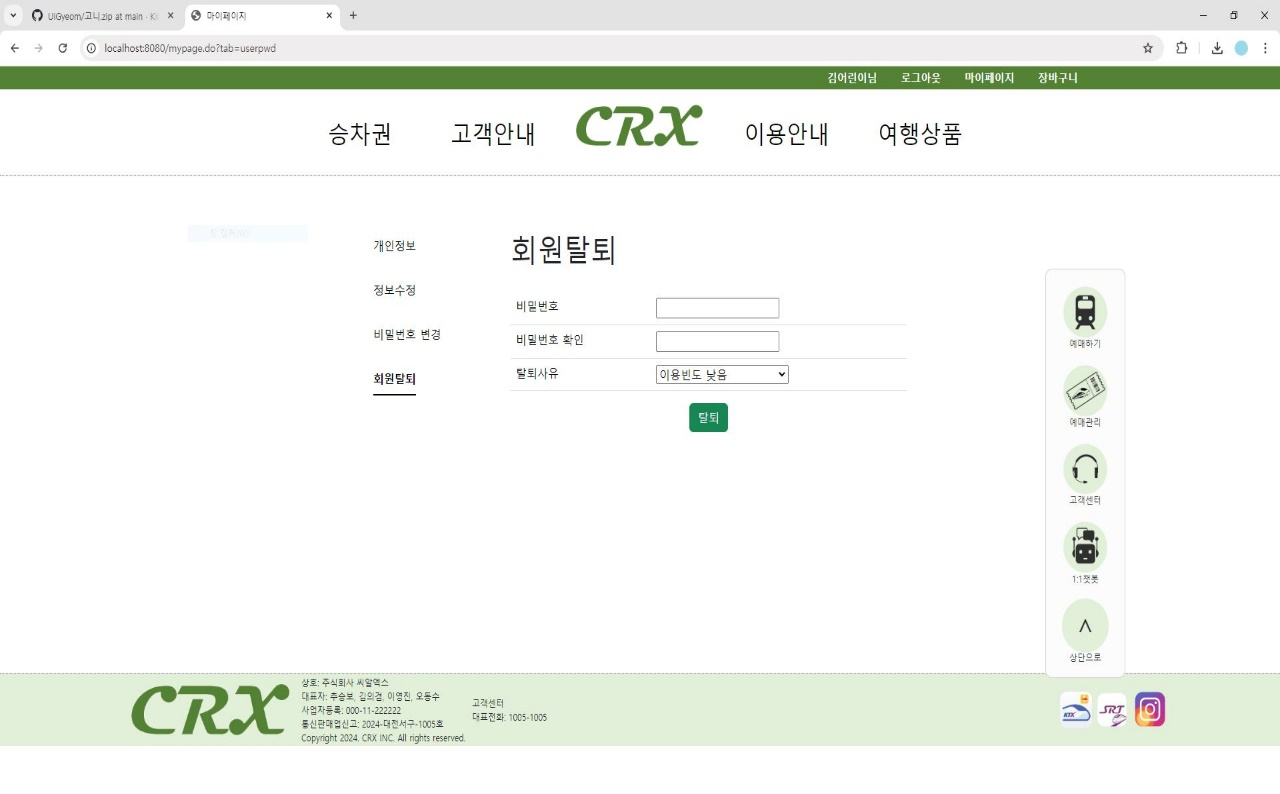 UIGyeom/고니.zip at main · Ki
마이페이지
localhost:8080/mypage.do?tab=userpwd
김어린이님 로그아웃 마이페이지 장바구니
승차권 고객안내 CRX 이용안내 여행상품
개인정보
정보수정
비밀번호 변경
회원탈퇴
회원탈퇴
비밀번호
비밀번호 확인
탈퇴사유 이용빈도 낮음
탈퇴
예매하기
예매관리
고객센터
1:1챗봇
상단으로
CRX
상호: 주식회사 씨알엑스
대표자: 추승보, 김의겸, 이영진, 오동수
사업자등록: 000-11-222222
통신판매업신고: 2024-대전서구-1005호
Copyright 2024. CRX INC. All rights reserved.
고객센터
대표전화: 1005-1005
KTX
SRT